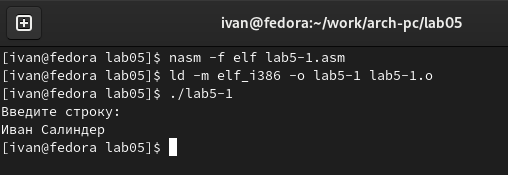 ivan@fedora:~/work/arch-pc/lab05
[ivan@fedora lab05]$ nasm -f elf lab5-1.asm
[ivan@fedora lab05]$ ld -m elf_i386 -o lab5-1 lab5-1.o
[ivan@fedora lab05]$ ./lab5-1
Введите строку:
Иван Салиндер
[ivan@fedora lab05]$